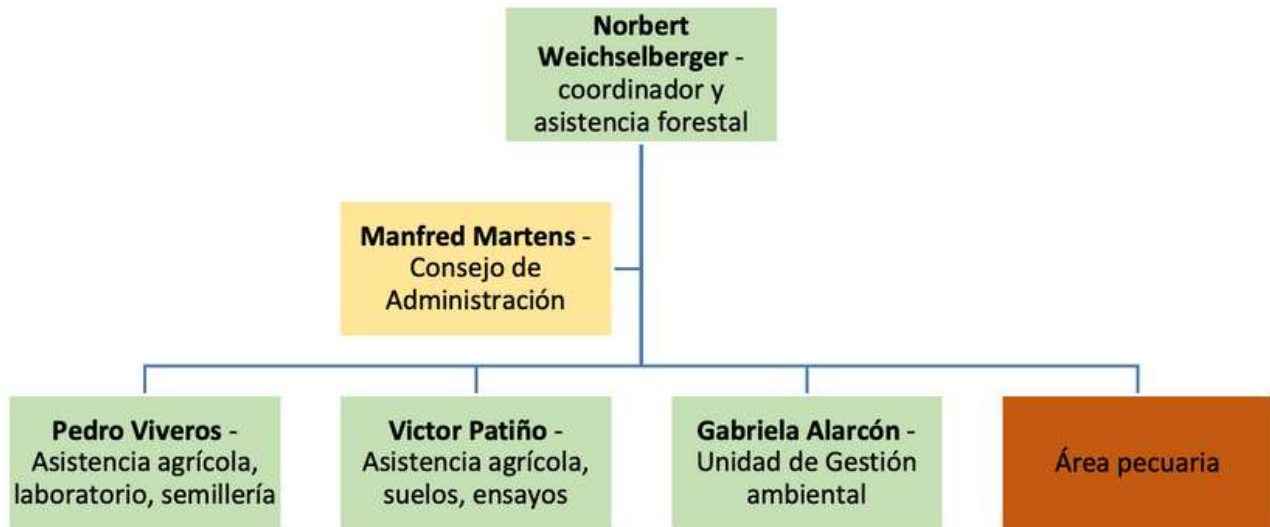 Norbert
Weichselberger -
coordinador y
asistencia forestal
Manfred Martens -
Consejo de
Administración
Pedro Viveros -
Asistencia agrícola,
laboratorio, semillería
Victor Patiño -
Asistencia agrícola,
suelos, ensayos
Gabriela Alarcón -
Unidad de Gestión
ambiental
Área pecuaria